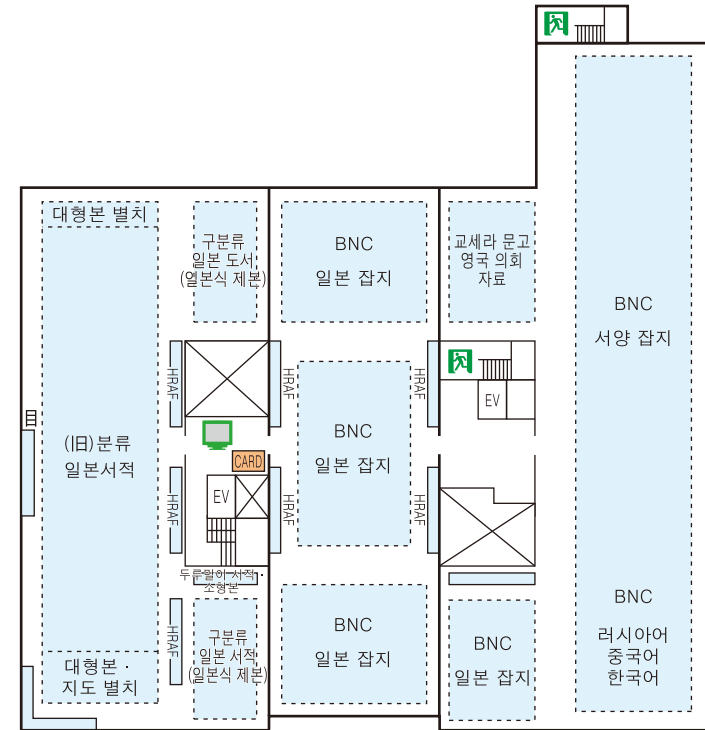 대형본 별치
구분류
일본 도서
(일본식 제본)
BNC
일본 잡지
교세라 문고
영국 의회
자료
BNC
서양 잡지
HRAF
HRAF
HRAF
EV
BNC
일본 잡지
(旧)분류
일본서적
CARD
EV
HRAF
HRAF
HRAF
두루말이 서적 ·
소형본
HRAF
구분류
일본 서적
(일본식 제본)
BNC
일본 잡지
BNC
일본 잡지
BNC
러시아어
중국어
한국어
대형본 ·
지도 별치